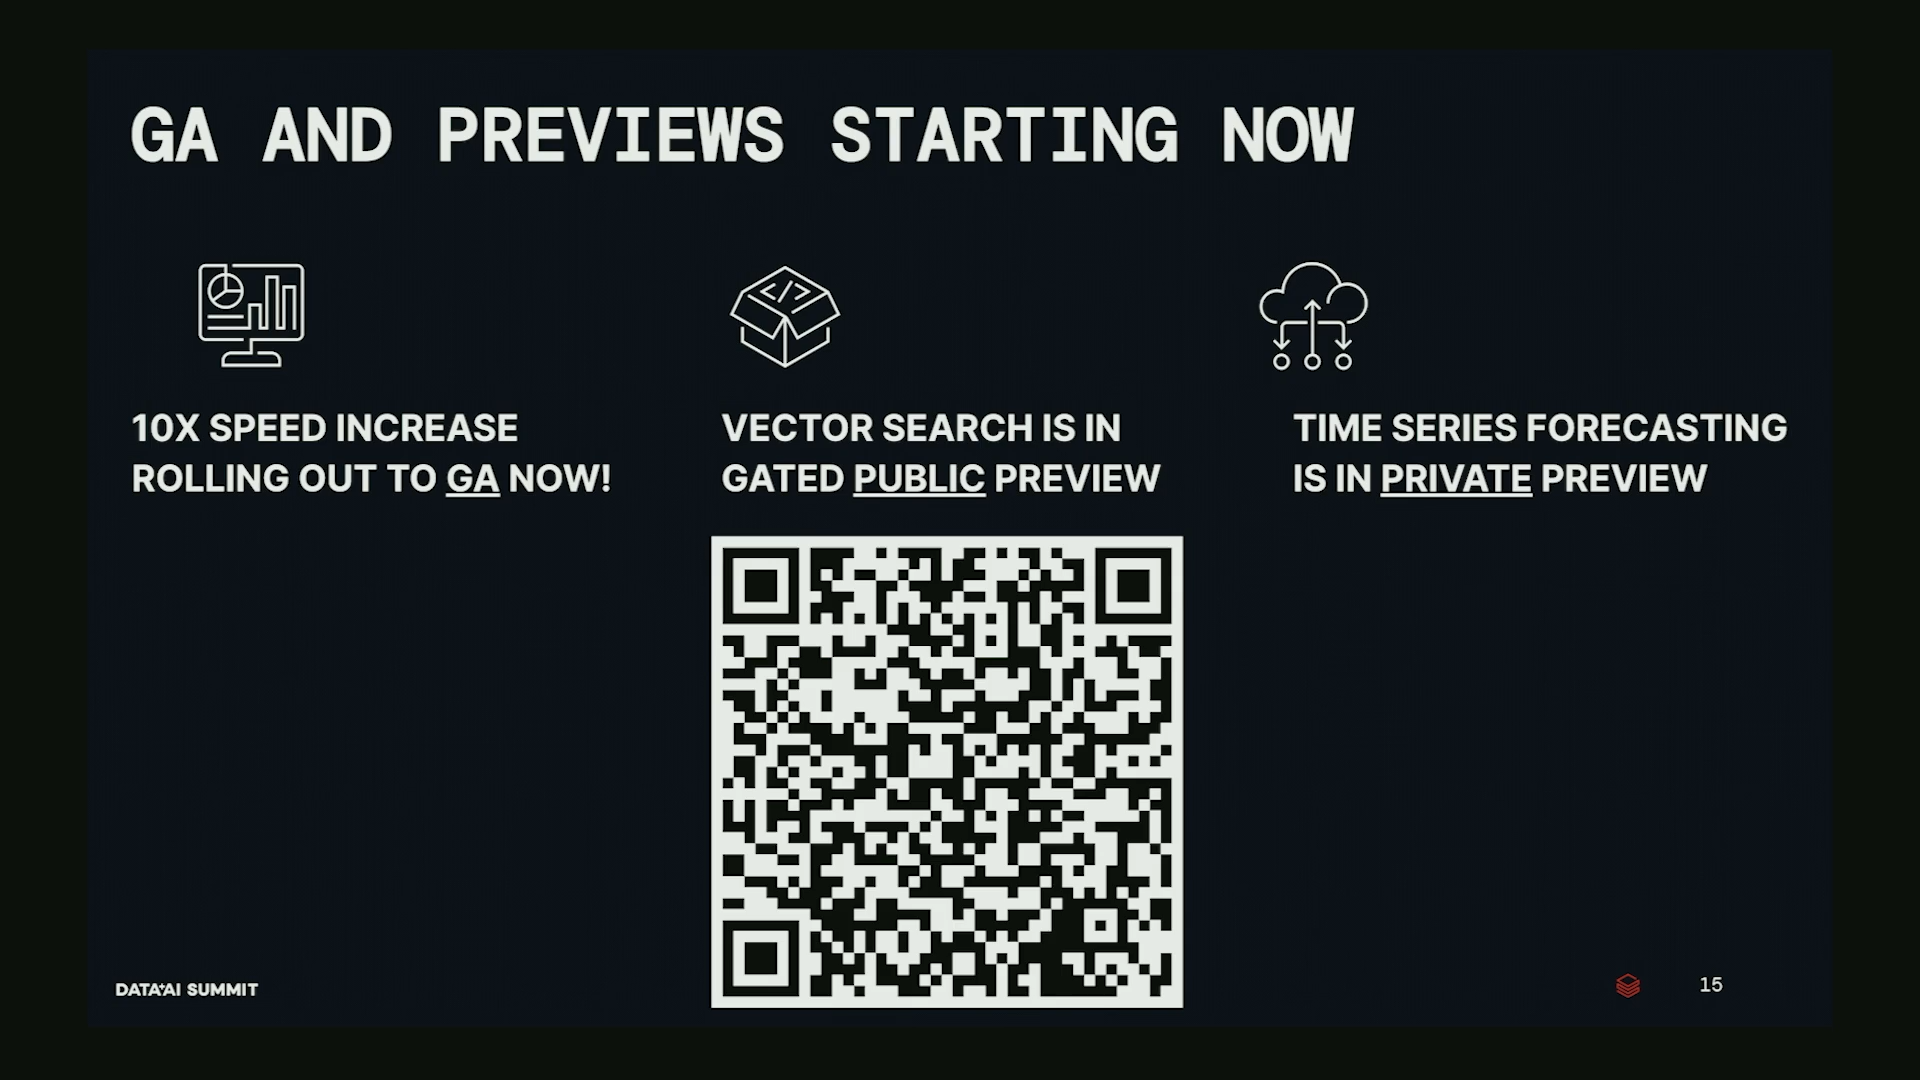 GA AND PREVIEWS STARTING NOW
10X SPEED INCREASE
ROLLING OUT TO GA NOW!
VECTOR SEARCH IS IN
GATED PUBLIC PREVIEW
TIME SERIES FORECASTING
IS IN PRIVATE PREVIEW
DATA+AI SUMMIT
15